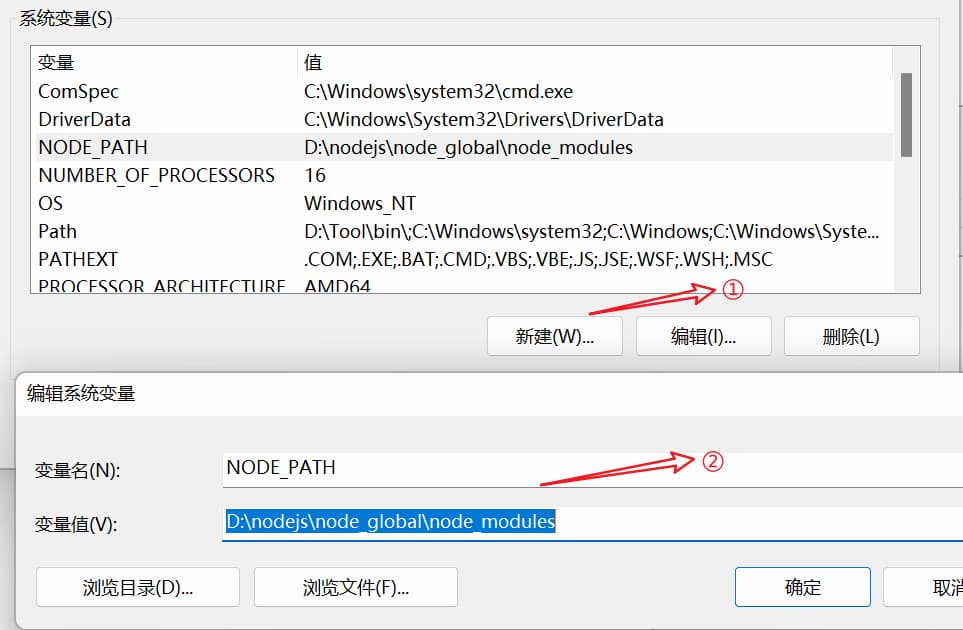 系统变量(S)
变量 值
ComSpec C:\Windows\system32\cmd.exe
DriverData C:\Windows\System32\Drivers\DriverData
NODE_PATH D:\nodejs\node_global\node_modules
NUMBER_OF_PROCESSORS 16
OS Windows_NT
Path D:\Tool\bin\;C:\Windows\system32;C:\Windows;C:\Windows\Syste...
PATHEXT .COM;.EXE;.BAT;.CMD;.VBS;.VBE;.JS;.JSE;.WSF;.WSH;.MSC
PROCESSOR_ARCHITECTURE AMD64
①
新建(W)... 编辑(I)... 删除(L)
编辑系统变量
变量名(N): NODE_PATH ②
变量值(V): D:\nodejs\node_global\node_modules
浏览目录(D)... 浏览文件(F)... 确定 取消